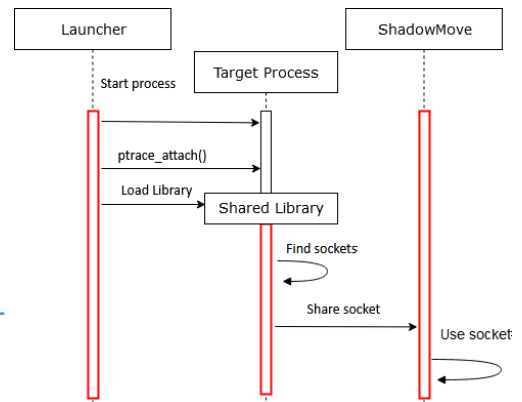 Launcher
ShadowMove
Target Process
Start process
ptrace_attach()
Load Library
Shared Library
Find sockets
Share socket
Use socket